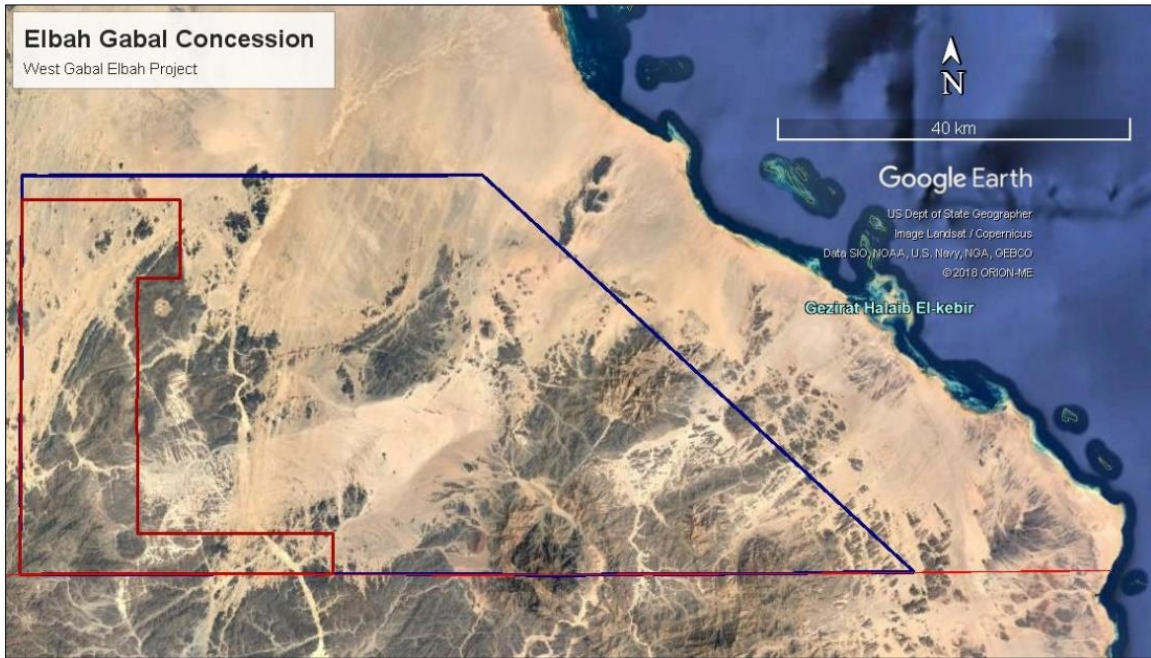 Elbah Gabal Concession
West Gabal Elbah Project
N
40 km
Google Earth
US Dept of State Geographer
Image Landsat / Copernicus
Data SIO, NOAA, U.S. Navy, NGA, GEBCO
©2018 ORION-ME
Gezirat Halaib El-kebir